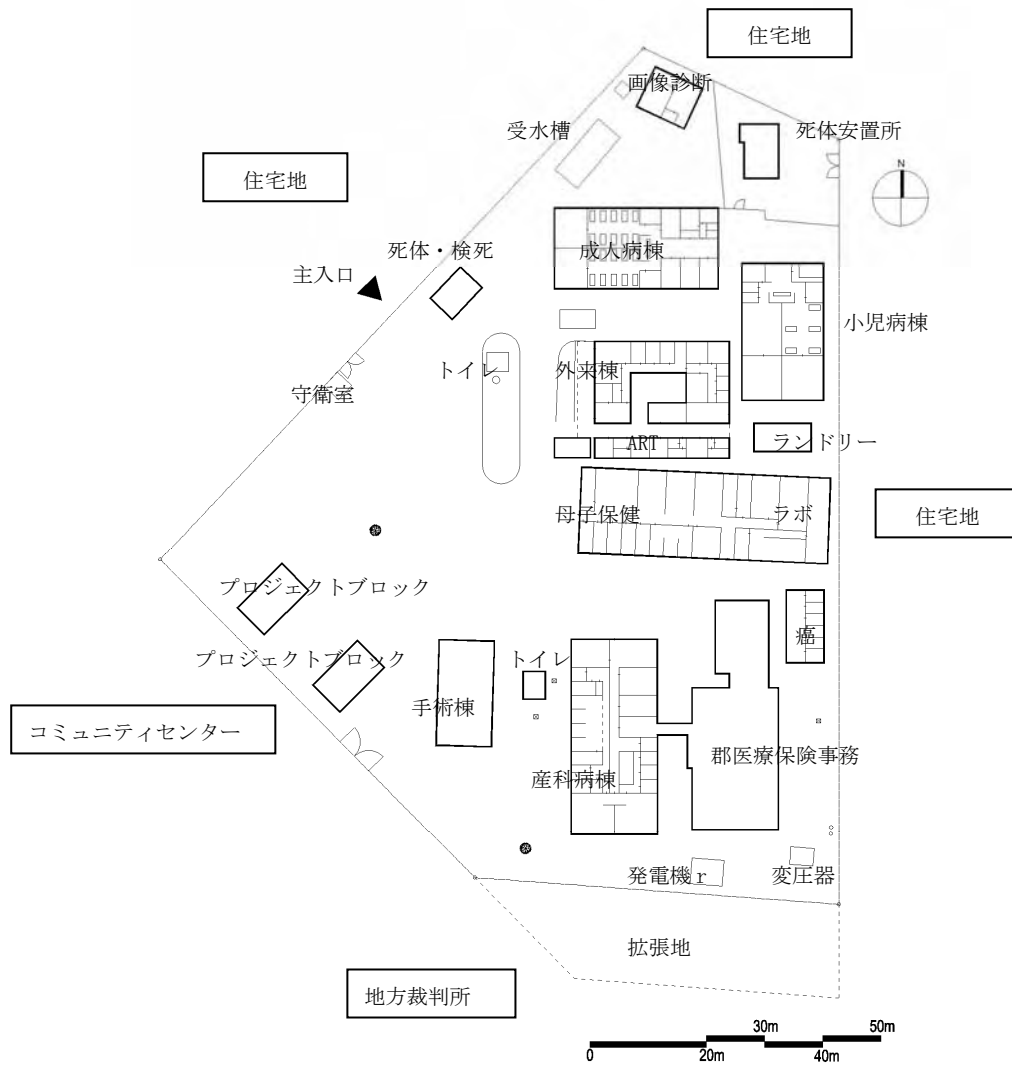 住宅地
画像診断
受水槽
死体安置所
住宅地
N
死体・検死
成人病棟
主入口
小児病棟
トイレ
外来棟
守衛室
ART
ランドリー
母子保健
ラボ
住宅地
プロジェクトブロック
癌
プロジェクトブロック
トイレ
手術棟
コミュニティセンター
郡医療保険事務
産科病棟
発電機r
変圧器
拡張地
地方裁判所
30m
50m
0
20m
40m